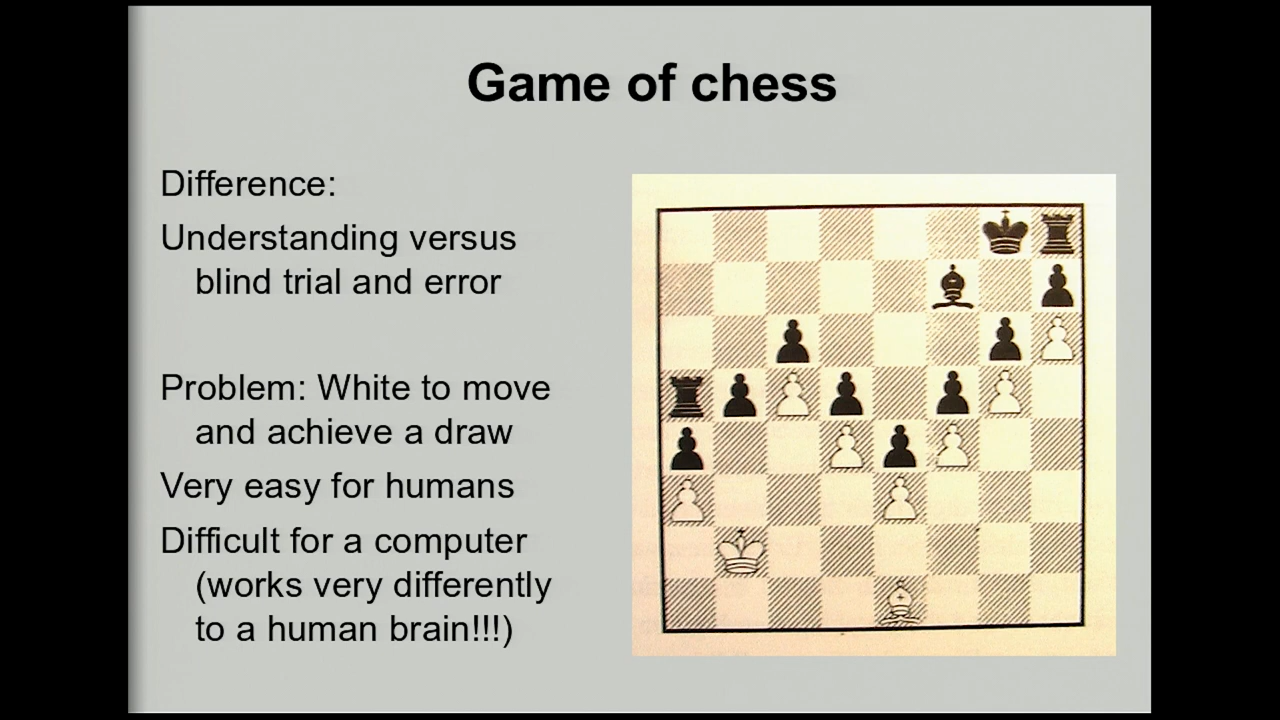 Game of chess
Difference:
Understanding versus
blind trial and error
Problem: White to move
and achieve a draw
Very easy for humans
Difficult for a computer
(works very differently
to a human brain!!!)